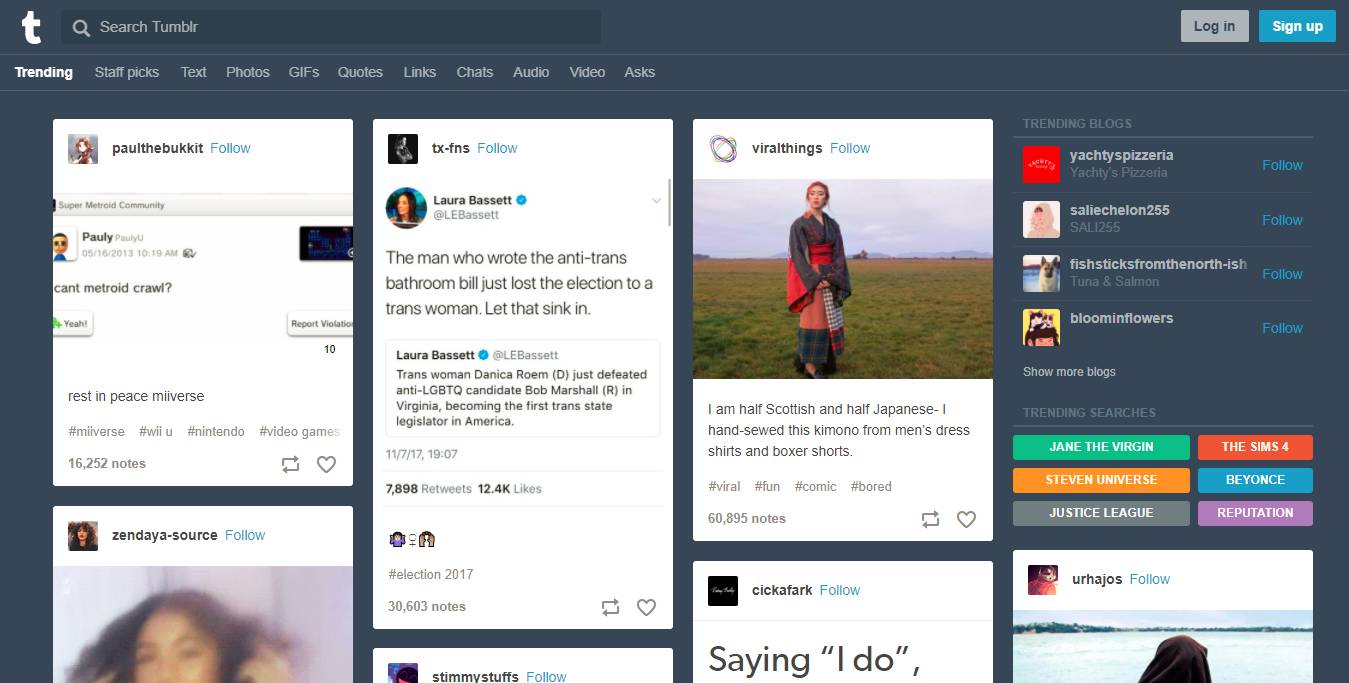 t
Search Tumblr
Log in
Sign up
Trending
Staff picks
Text
Photos
GIFs
Quotes
Links
Chats
Audio
Video
Asks
paulthebukkit Follow
Super Metroid Community
Pauly PaulyU
05/16/2013 10:19 AM
cant metroid crawl?
Yeah!
Report Violation
10
rest in peace miiverse
#miiverse #wii u #nintendo #video games
16,252 notes
zendaya-source Follow
tx-fns Follow
Laura Bassett
@LEBassett
The man who wrote the anti-trans
bathroom bill just lost the election to a
trans woman. Let that sink in.
Laura Bassett @LEBassett
Trans woman Danica Roem (D) just defeated
anti-LGBTQ candidate Bob Marshall (R) in
Virginia, becoming the first trans state
legislator in America.
11/7/17, 19:07
7,898 Retweets 12.4K Likes
#election 2017
30,603 notes
stimmystuffs Follow
viralthings Follow
I am half Scottish and half Japanese- I
hand-sewed this kimono from men's dress
shirts and boxer shorts.
#viral #fun #comic #bored
60,895 notes
cickafark Follow
Saying “I do”,
TRENDING BLOGS
yachtyspizzeria
Yachty's Pizzeria
Follow
saliechelon255
SALI255
Follow
fishsticksfromthenorth-ish
Tuna & Salmon
Follow
bloominflowers
Follow
Show more blogs
TRENDING SEARCHES
JANE THE VIRGIN
THE SIMS 4
STEVEN UNIVERSE
BEYONCE
JUSTICE LEAGUE
REPUTATION
urhajos Follow